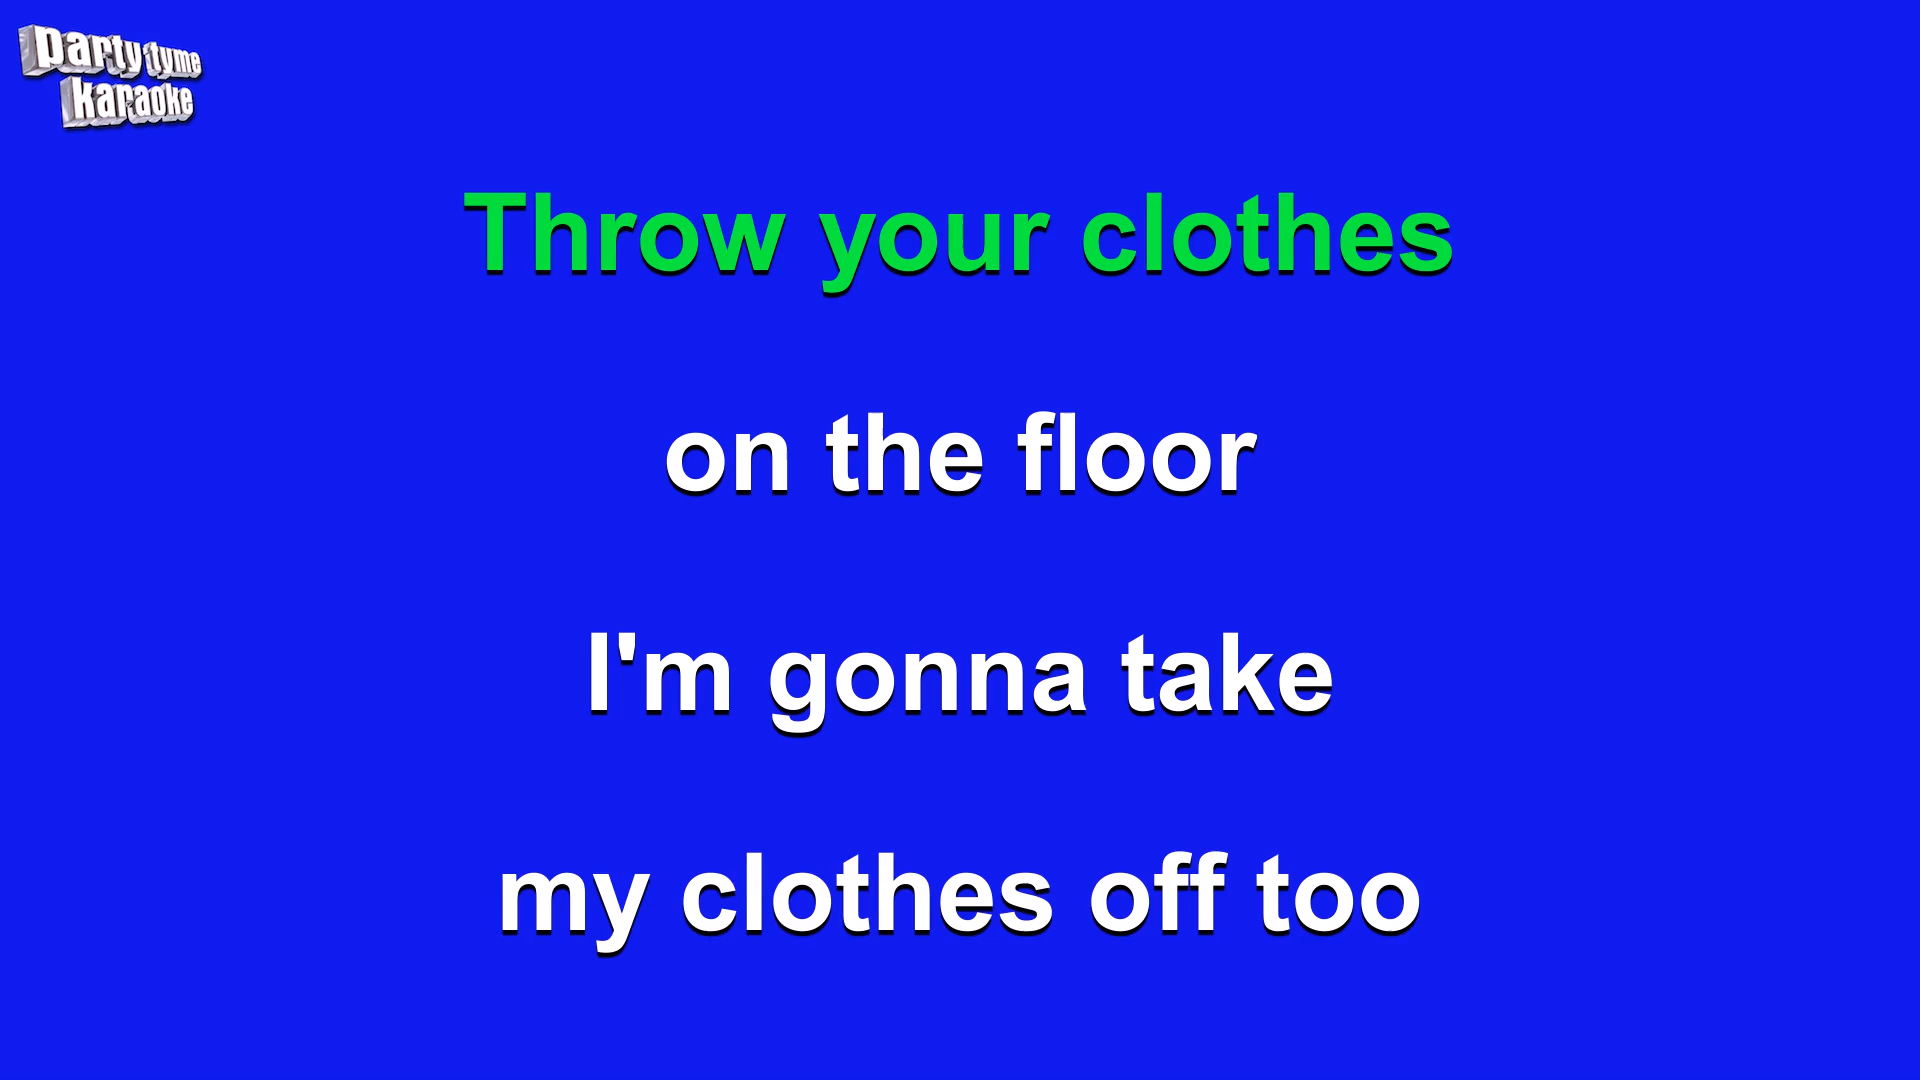 party tyme
karaoke
Throw your clothes
on the floor
I'm gonna take
my clothes off too